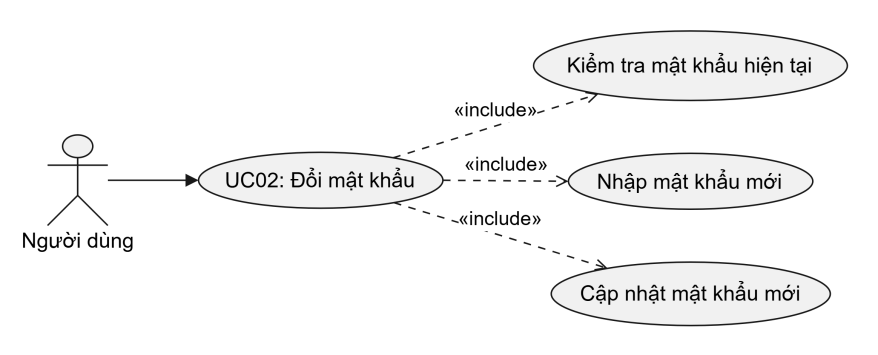 Kiểm tra mật khẩu hiện tại
«include»
UC02: Đổi mật khẩu
«include»
Nhập mật khẩu mới
«include»
Người dùng
Cập nhật mật khẩu mới